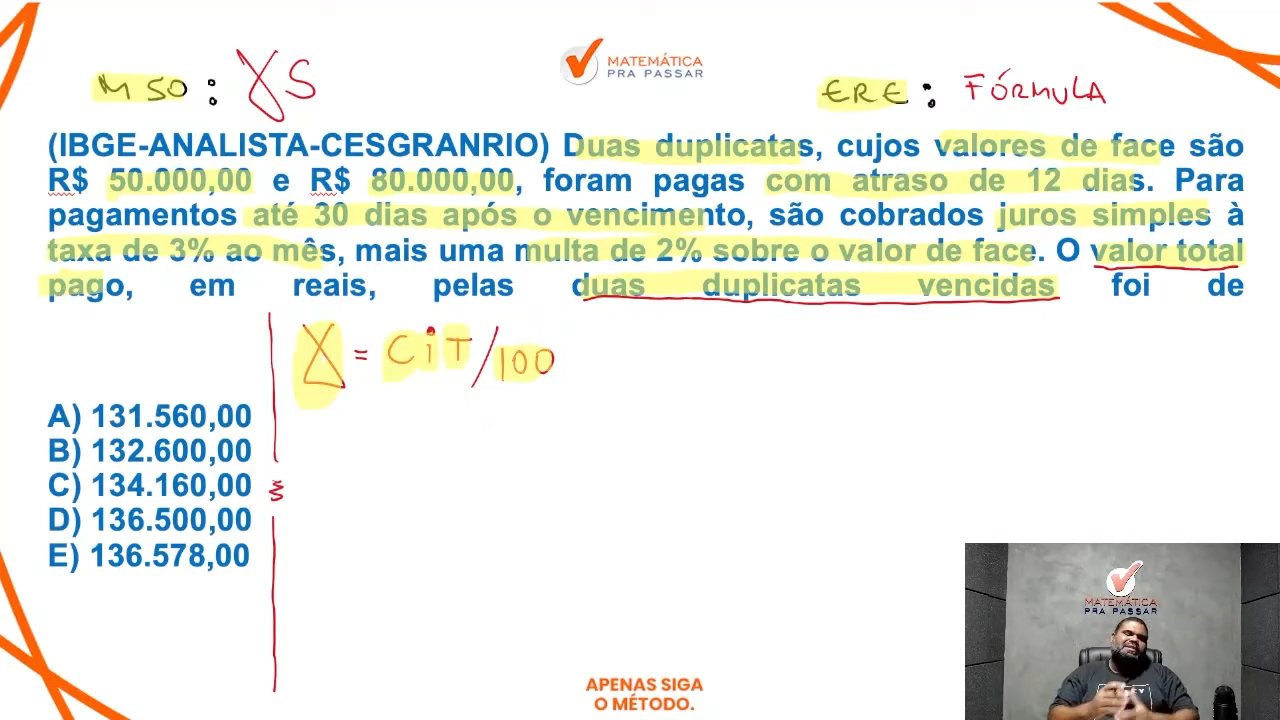 M50 : JS
MATEMÁTICA
PRA PASSAR
ERE : FÓRMULA
(IBGE-ANALISTA-CESGRANRIO) Duas duplicatas, cujos valores de face são
R$ 50.000,00 e R$ 80.000,00, foram pagas com atraso de 12 dias. Para
pagamentos até 30 dias após o vencimento, são cobrados juros simples à
taxa de 3% ao mês, mais uma multa de 2% sobre o valor de face. O valor total
pago, em reais, pelas duas duplicatas vencidas foi de
J = CiT/100
A) 131.560,00
B) 132.600,00
C) 134.160,00
D) 136.500,00
E) 136.578,00
MATEMÁTICA
PRA PASSAR
APENAS SIGA
O MÉTODO.